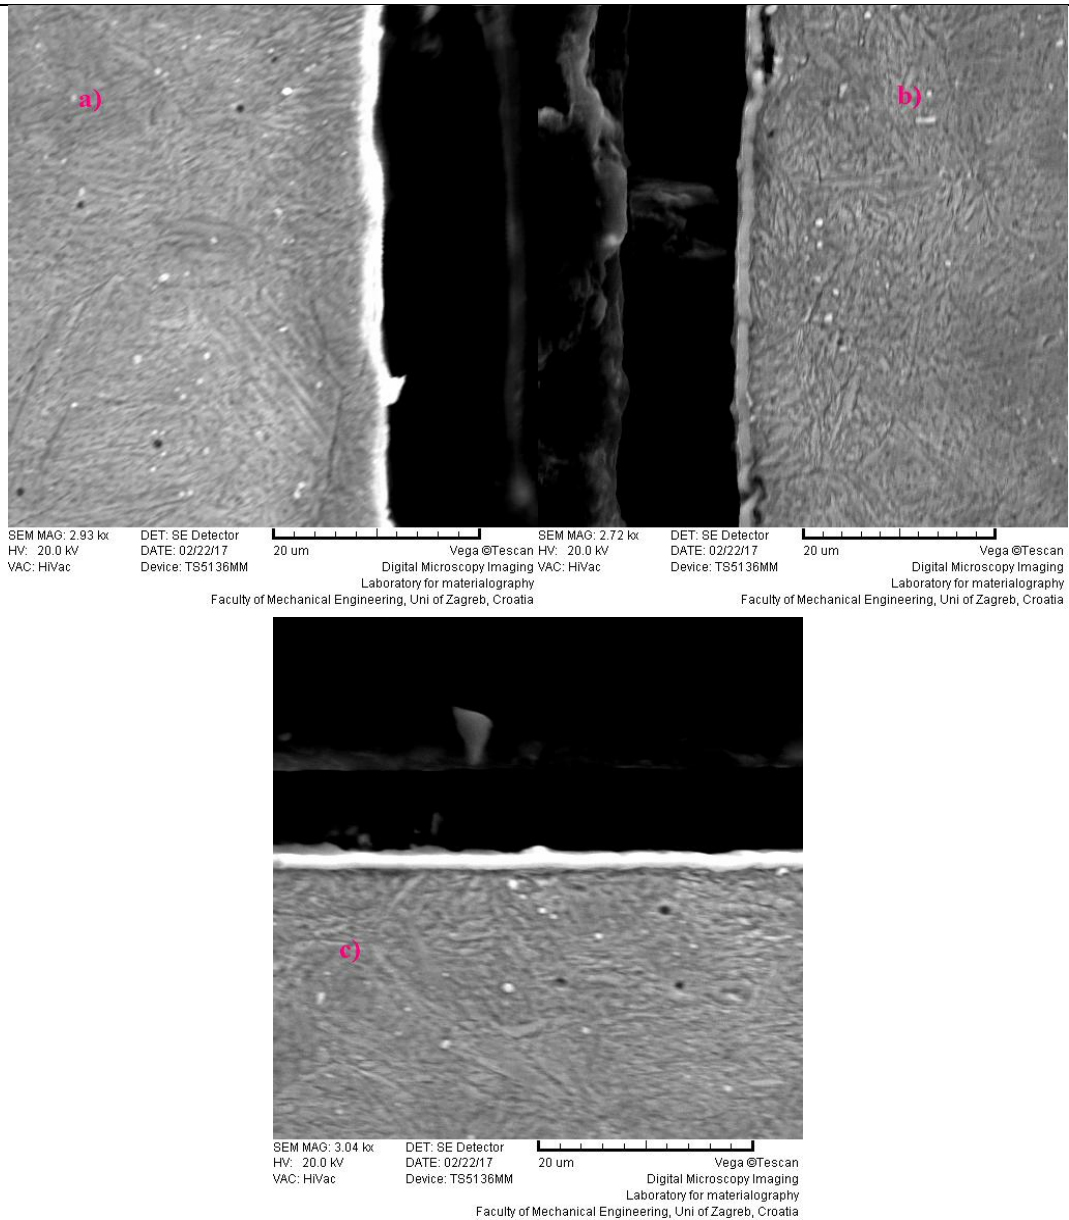 a)
b)
SEM MAG: 2.93 kx DET: SE Detector
HV: 20.0 kV DATE: 02/22/17 20 um Vega ©Tescan
VAC: HiVac Device: TS5136MM Digital Microscopy Imaging
Laboratory for materialography
Faculty of Mechanical Engineering, Uni of Zagreb, Croatia
SEM MAG: 2.72 kx DET: SE Detector
HV: 20.0 kV DATE: 02/22/17 20 um Vega ©Tescan
VAC: HiVac Device: TS5136MM Digital Microscopy Imaging
Laboratory for materialography
Faculty of Mechanical Engineering, Uni of Zagreb, Croatia
c)
SEM MAG: 3.04 kx DET: SE Detector
HV: 20.0 kV DATE: 02/22/17 20 um Vega ©Tescan
VAC: HiVac Device: TS5136MM Digital Microscopy Imaging
Laboratory for materialography
Faculty of Mechanical Engineering, Uni of Zagreb, Croatia